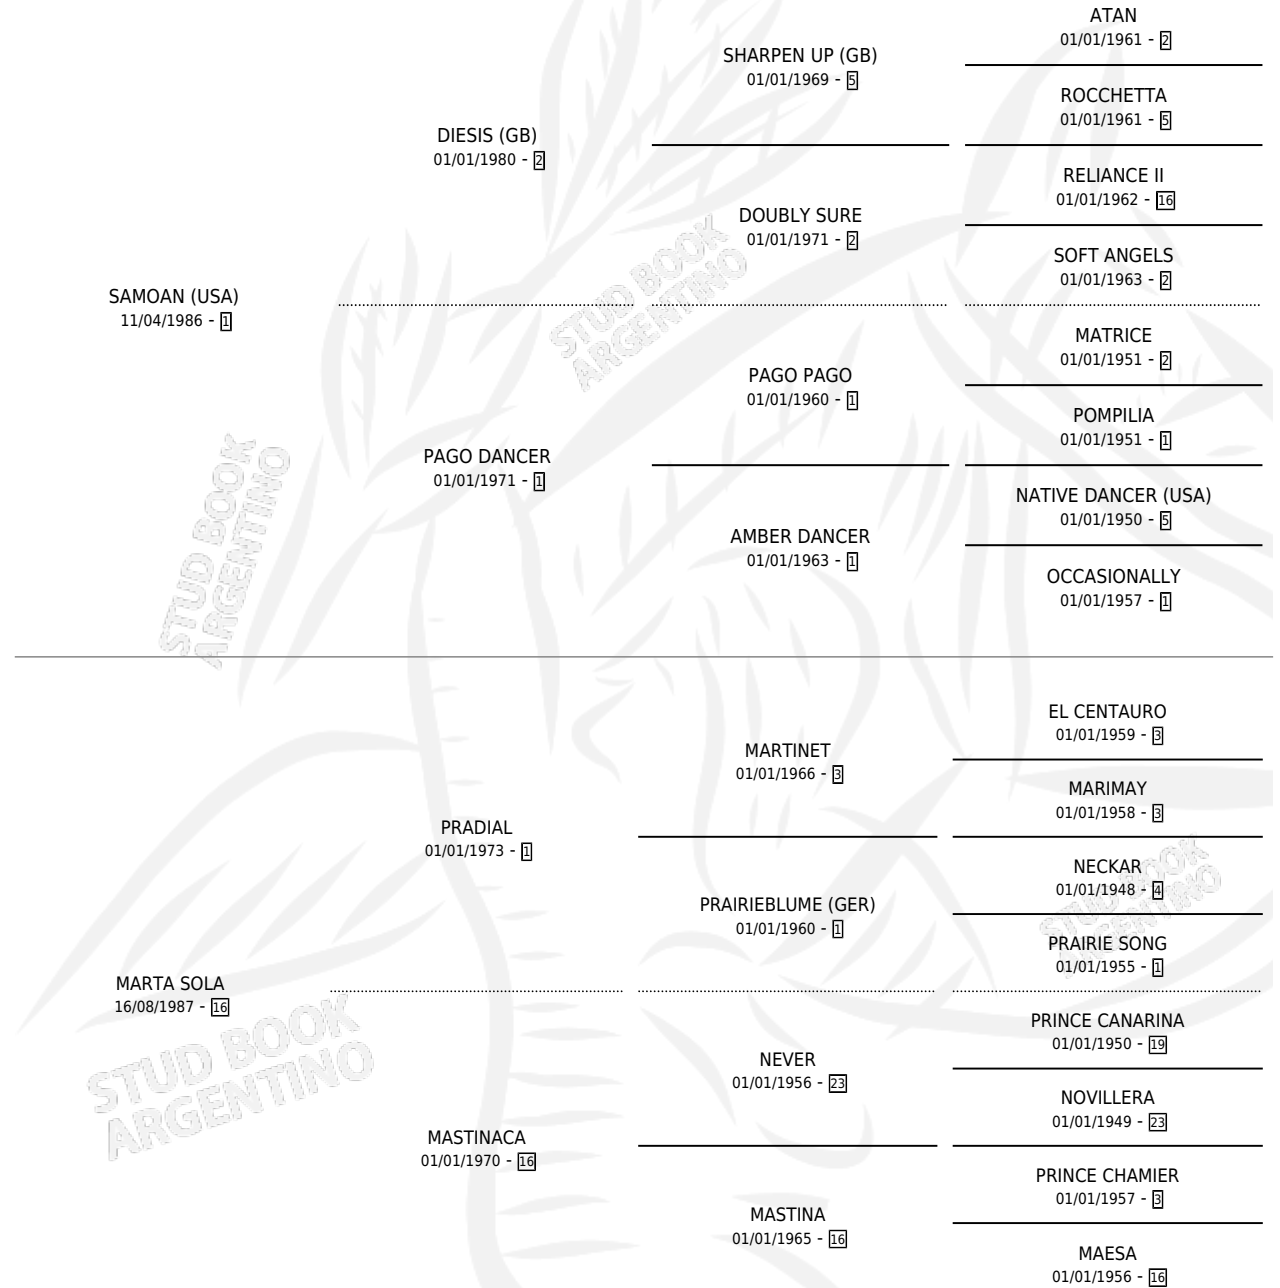 ATAN
01/01/1961 - 2
SHARPEN UP (GB)
01/01/1969 - 5
ROCCHETTA
01/01/1961 - 5
DIESIS (GB)
01/01/1980 - 2
RELIANCE II
01/01/1962 - 16
DOUBLY SURE
01/01/1971 - 2
SOFT ANGELS
01/01/1963 - 2
SAMOAN (USA)
11/04/1986 - 1
STUD BOOK
ARGENTINO
MATRICE
01/01/1951 - 2
PAGO PAGO
01/01/1960 - 1
POMPILIA
01/01/1951 - 1
PAGO DANCER
01/01/1971 - 1
NATIVE DANCER (USA)
01/01/1950 - 5
AMBER DANCER
01/01/1963 - 1
OCCASIONALLY
01/01/1957 - 1
STUD BOOK
ARGENTINO
EL CENTAURO
01/01/1959 - 3
MARTINET
01/01/1966 - 3
MARIMAY
01/01/1958 - 3
PRADIAL
01/01/1973 - 1
NECKAR
01/01/1948 - 4
PRAIRIEBLUME (GER)
01/01/1960 - 1
PRAIRIE SONG
01/01/1955 - 1
STUD BOOK
ARGENTINO
MARTA SOLA
16/08/1987 - 16
PRINCE CANARINA
01/01/1950 - 19
NEVER
01/01/1956 - 23
NOVILLERA
01/01/1949 - 23
STUD BOOK
ARGENTINO
MASTINACA
01/01/1970 - 16
PRINCE CHAMIER
01/01/1957 - 3
MASTINA
01/01/1965 - 16
MAESA
01/01/1956 - 16